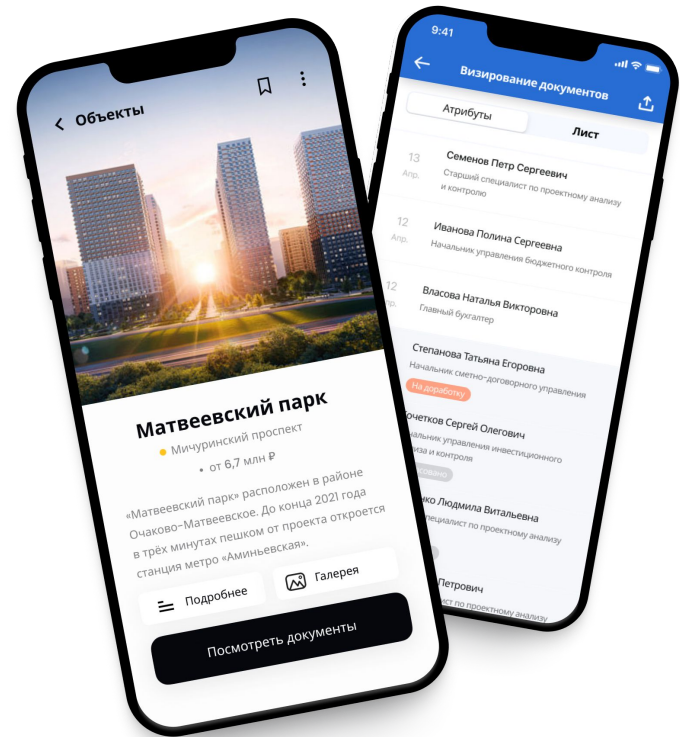 Объекты
Матвеевский парк
Мичуринский проспект
от 6,7 млн ₽
«Матвеевский парк» расположен в районе
Очаково-Матвеевское. До конца 2021 года
в трёх минутах пешком от проекта откроется
станция метро «Аминьевская».
Подробнее
Галерея
Посмотреть документы
9:41
Визирование документов
Атрибуты
Лист
13
Апр.
Семенов Петр Сергеевич
Старший специалист по проектному анализу
и контролю
12
Апр.
Иванова Полина Сергеевна
Начальник управления бюджетного контроля
12
Власова Наталья Викторовна
Главный бухгалтер
Степанова Татьяна Егоровна
Начальник сметно-договорного управления
На доработку
Сергей Олегович
управления инвестиционного
и контроля
Людмила Витальевна
по проектному анализу
Петрович
по проектному анализу